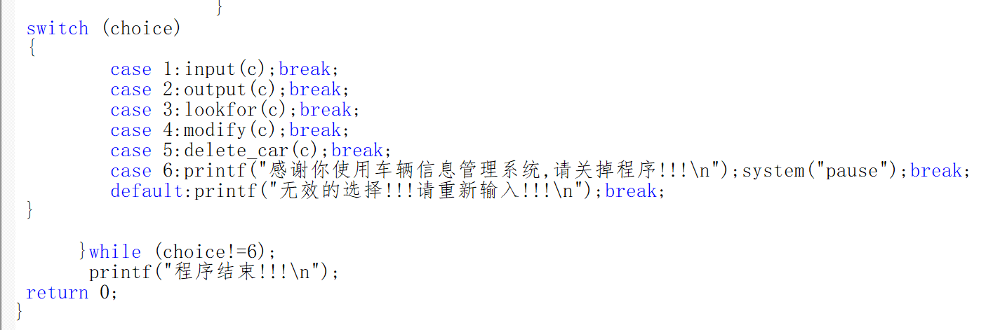 }
switch (choice)
{
case 1:input(c);break;
case 2:output(c);break;
case 3:lookfor(c);break;
case 4:modify(c);break;
case 5:delete_car(c);break;
case 6:printf("感谢你使用车辆信息管理系统,请关掉程序!!!\n");system("pause");break;
default:printf("无效的选择!!!请重新输入!!!\n");break;
}
}while (choice!=6);
printf("程序结束!!!\n");
return 0;
}